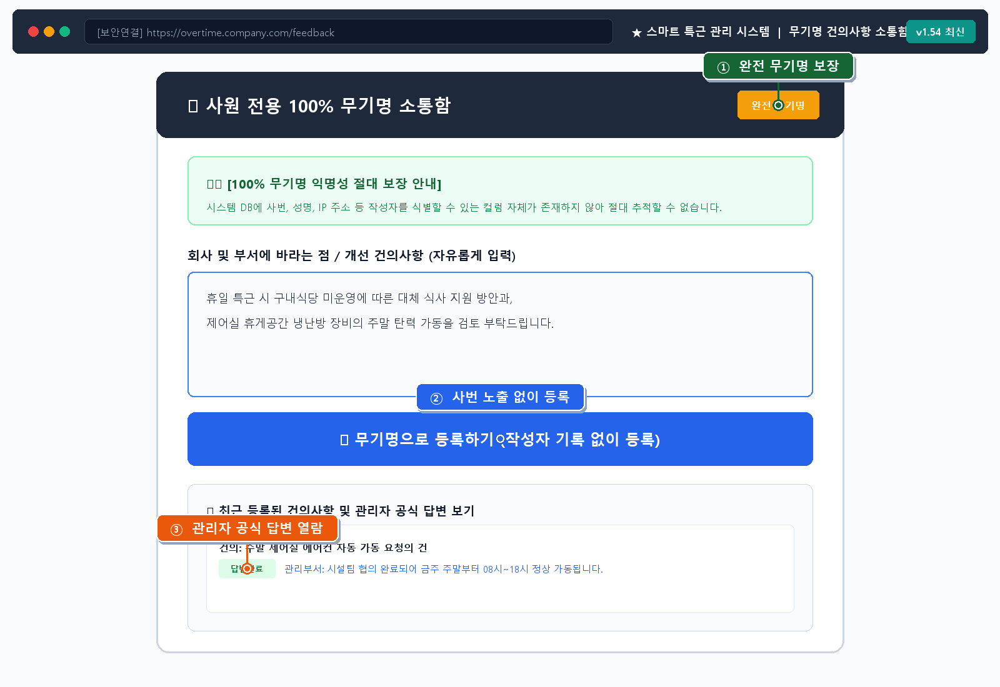 [보안연결] https://overtime.company.com/feedback
★ 스마트 특근 관리 시스템 | 무기명 건의사항 소통함
v1.54 최신
① 완전 무기명 보장
사원 전용 100% 무기명 소통함
완전 기명
[100% 무기명 익명성 절대 보장 안내]
시스템 DB에 사번, 성명, IP 주소 등 작성자를 식별할 수 있는 컬럼 자체가 존재하지 않아 절대 추적할 수 없습니다.
회사 및 부서에 바라는 점 / 개선 건의사항 (자유롭게 입력)
휴일 특근 시 구내식당 미운영에 따른 대체 식사 지원 방안과,
제어실 휴게공간 냉난방 장비의 주말 탄력 가동을 검토 부탁드립니다.
② 사번 노출 없이 등록
무기명으로 등록하기 작성자 기록 없이 등록)
최근 등록된 건의사항 및 관리자 공식 답변 보기
③ 관리자 공식 답변 열람
건의: 주말 제어실 에어컨 자동 가동 요청의 건
답변완료
관리부서: 시설팀 협의 완료되어 금주 주말부터 08시~18시 정상 가동됩니다.